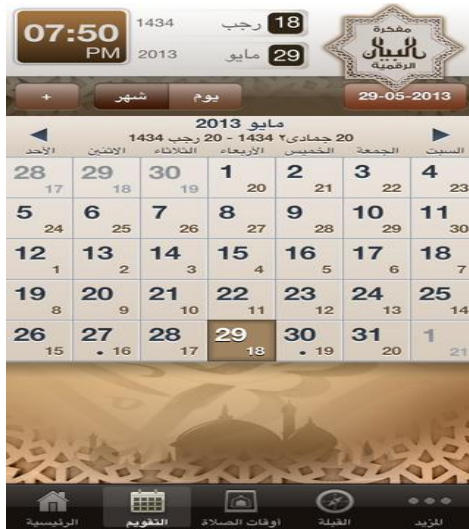 07:50 PM
18 رجب 1434
29 مايو 2013
مفكرة
البيان
الرقمية
+
شهر
يوم
29-05-2013
مايو 2013
20 جمادى٢ 1434 - 20 رجب 1434
الأحد الاثنين الثلاثاء الأربعاء الخميس الجمعة السبت
28 29 30 1 2 3 4
17 18 19 20 21 22 23
5 6 7 8 9 10 11
24 25 26 27 28 29 30
12 13 14 15 16 17 18
1 2 3 4 5 6 7
19 20 21 22 23 24 25
8 9 10 11 12 13 14
26 27 28 29 30 31 1
15 • 16 17 18 • 19 20 21
الرئيسية التقويم أوقات الصلاة القبلة المزيد